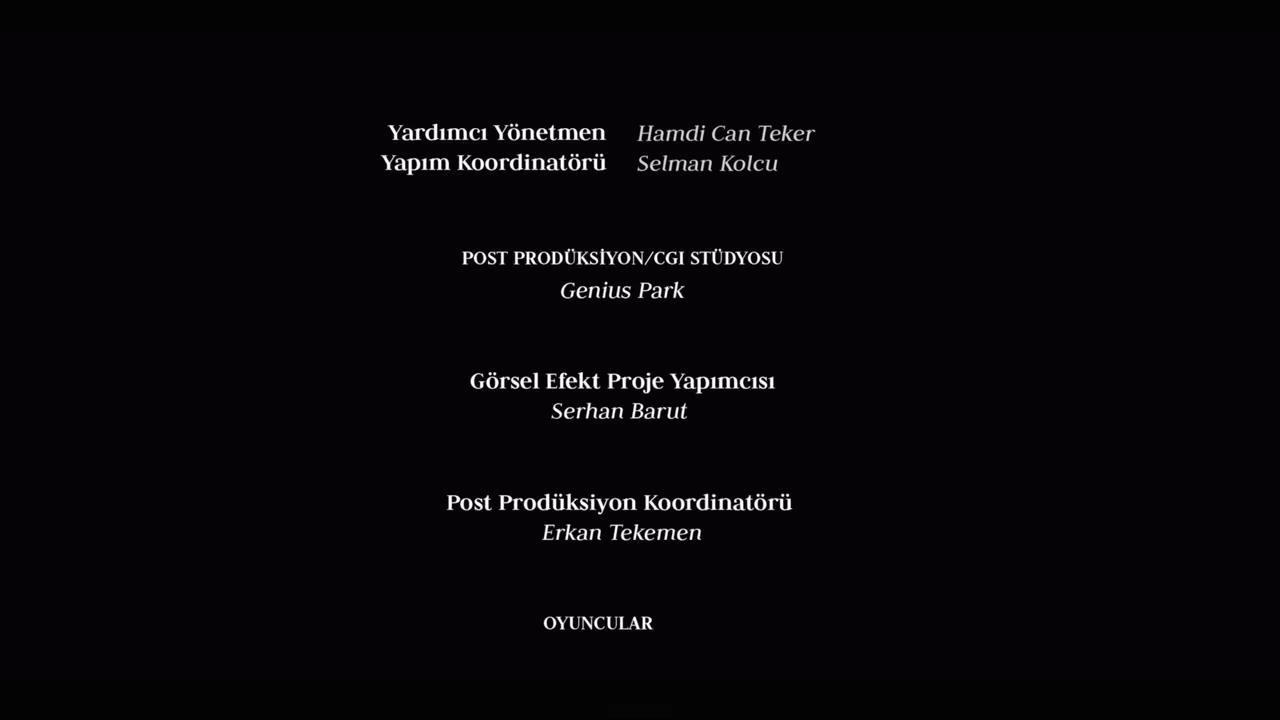 Yardımcı Yönetmen Hamdi Can Teker
Yapım Koordinatörü Selman Kolcu
POST PRODÜKSİYON/CGI STÜDYOSU
Genius Park
Görsel Efekt Proje Yapımcısı
Serhan Barut
Post Prodüksiyon Koordinatörü
Erkan Tekemen
OYUNCULAR